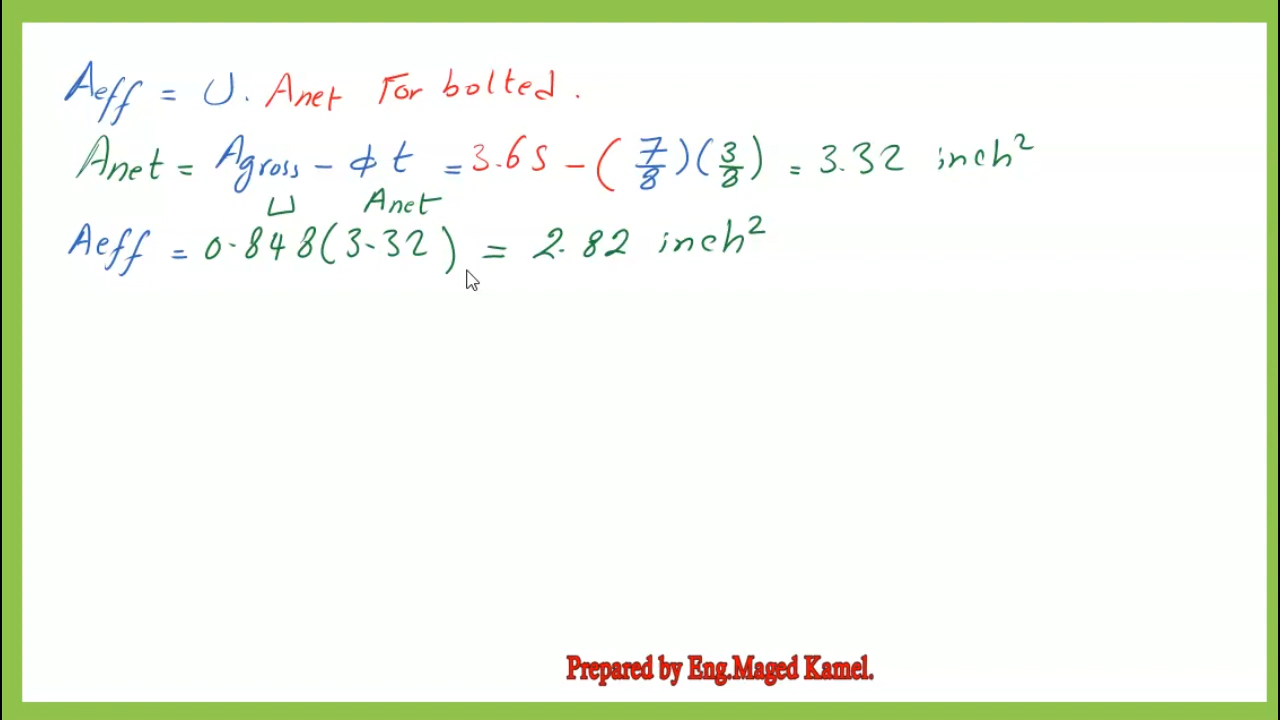 Aeff = U. Anet For bolted.
Anet = Agross - ϕ t = 3.65 - (7/8)(3/8) = 3.32 inch²
U Anet
Aeff = 0.848(3.32) = 2.82 inch²
Prepared by Eng.Maged Kamel.